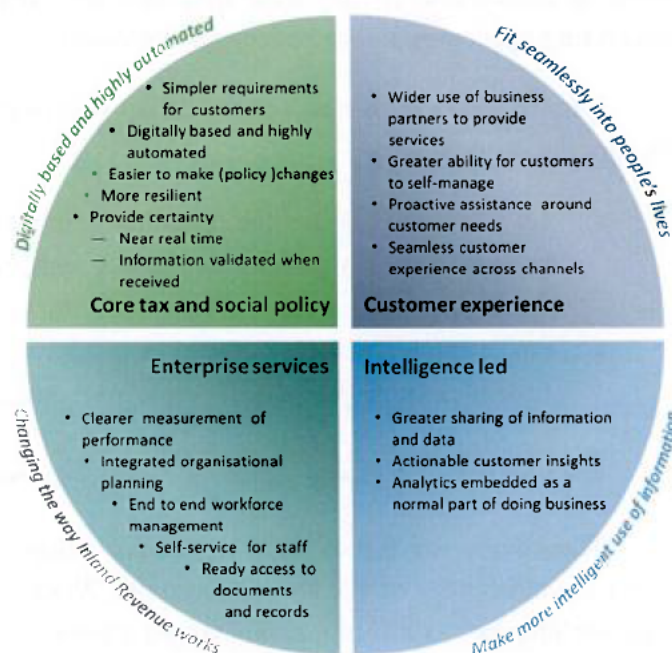 Digitally based and highly automated
• Simpler requirements
for customers
• Digitally based and highly
automated
• Easier to make (policy )changes
• More resilient
• Provide certainty
— Near real time
— Information validated when
received
Core tax and social policy
Fit seamlessly into people's lives
• Wider use of business
partners to provide
services
• Greater ability for customers
to self-manage
• Proactive assistance around
customer needs
• Seamless customer
experience across channels
Customer experience
Enterprise services
• Clearer measurement of
performance
• Integrated organisational
planning
• End to end workforce
management
• Self-service for staff
• Ready access to
documents
and records
Changing the way Inland Revenue works
Intelligence led
• Greater sharing of information
and data
• Actionable customer insights
• Analytics embedded as a
normal part of doing business
Make more intelligent use of information